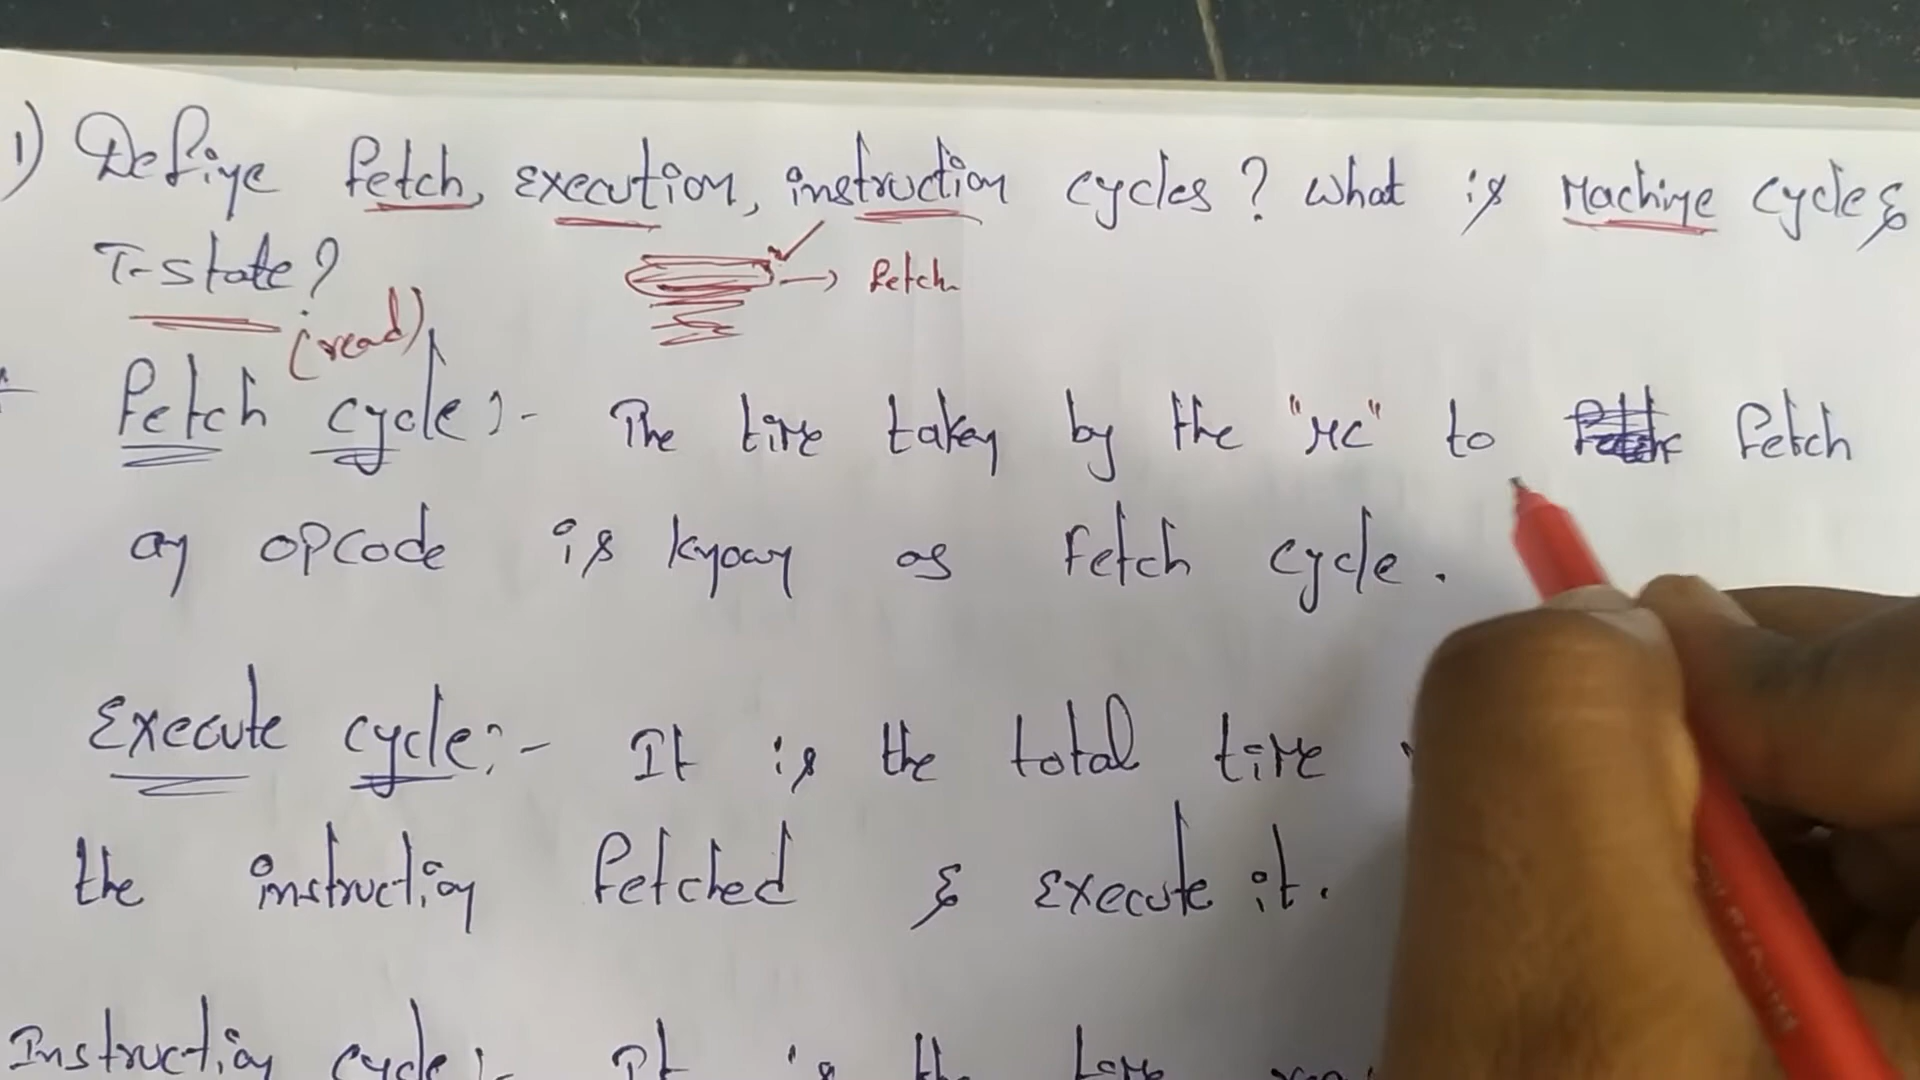 1) Define fetch, execution, instruction cycles? What is Machine cycle &
T-state?
→ fetch
(read)
Fetch cycle :- The time taken by the "MC" to fetch
an opcode is known as Fetch cycle.
Execute cycle :- It is the total time
the instruction fetched & execute it.
Instruction cycle :- It is the